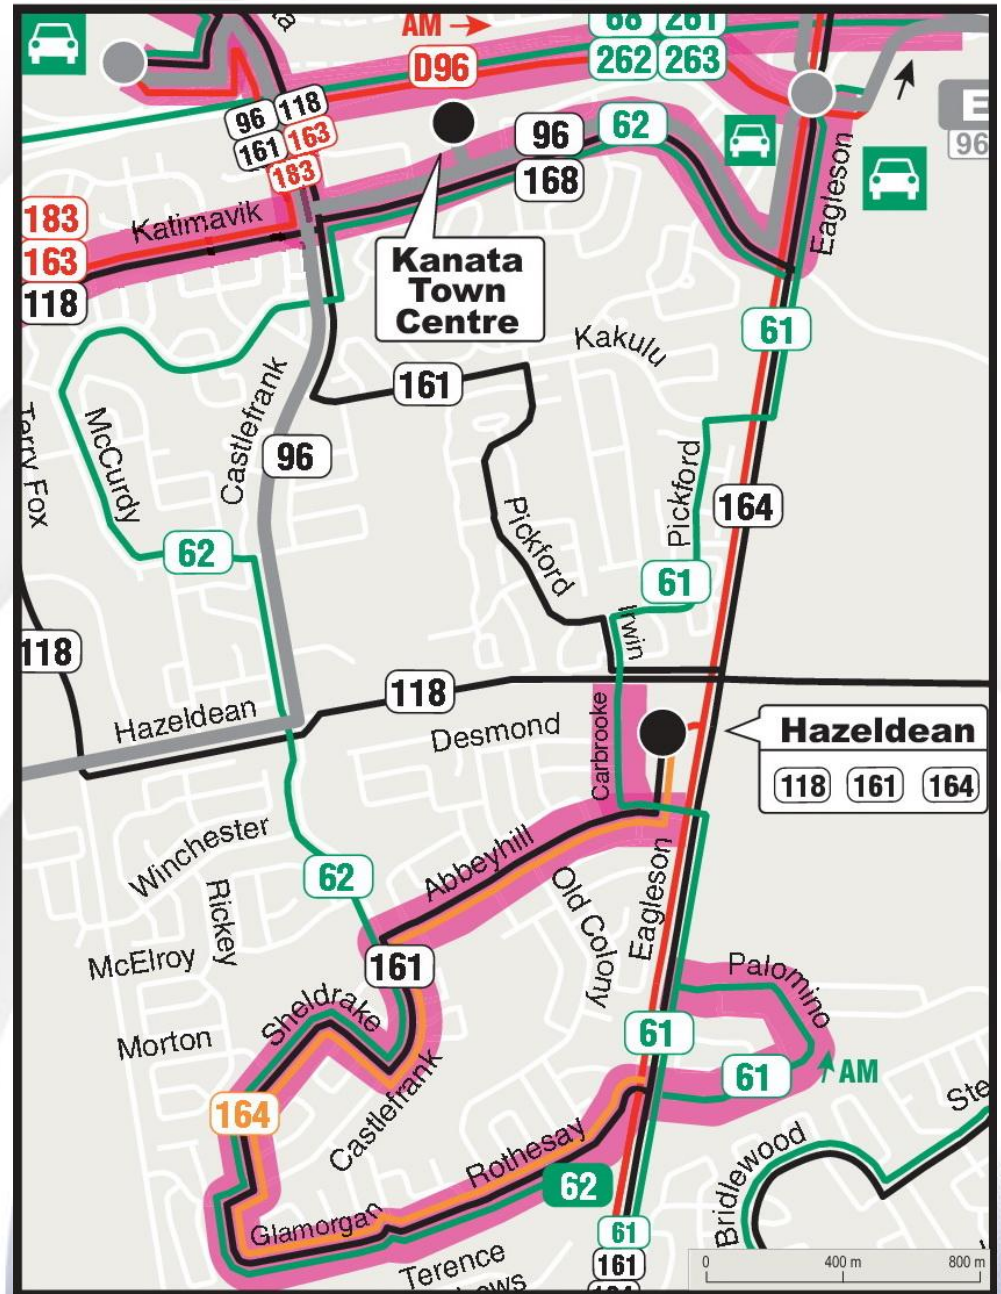 AM
68 261
D96
262 263
96 118
161 163
183
96
62
168
E
96
Eagleson
183
Katimavik
163
118
Kanata
Town
Centre
61
Kakulu
161
McCurdy
Castlefrank
Terry Fox
96
Pickford
Pickford
164
62
61
Irwin
118
118
Hazeldean
Desmond
Carbrooke
Hazeldean
118 161 164
Winchester
Abbeyhill
62
Rickey
Old Colony
Eagleson
McElroy
161
Palomino
Sheldrake
Morton
61
61
AM
164
Castlefrank
Rothesay
Bridlewood
62
Glamorgan
61
Terence
161
0 400 m 800 m